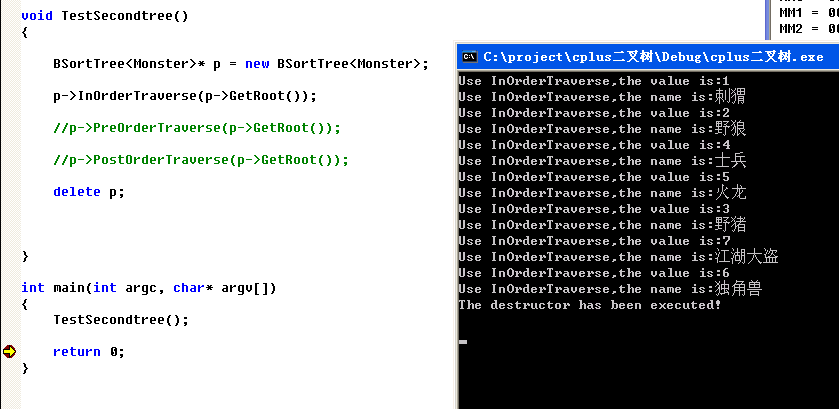 void TestSecondtree()
{
BSortTree<Monster>* p = new BSortTree<Monster>;
p->InOrderTraverse(p->GetRoot());
//p->PreOrderTraverse(p->GetRoot());
//p->PostOrderTraverse(p->GetRoot());
delete p;
}
int main(int argc, char* argv[])
{
TestSecondtree();
return 0;
}
MM1 = 00
MM2 = 00
C:\project\cplus二叉树\Debug\cplus二叉树.exe
Use InOrderTraverse,the value is:1
Use InOrderTraverse,the name is:刺猬
Use InOrderTraverse,the value is:2
Use InOrderTraverse,the name is:野狼
Use InOrderTraverse,the value is:4
Use InOrderTraverse,the name is:士兵
Use InOrderTraverse,the value is:5
Use InOrderTraverse,the name is:火龙
Use InOrderTraverse,the value is:3
Use InOrderTraverse,the name is:野猪
Use InOrderTraverse,the value is:7
Use InOrderTraverse,the name is:江湖大盗
Use InOrderTraverse,the value is:6
Use InOrderTraverse,the name is:独角兽
The destructor has been executed!